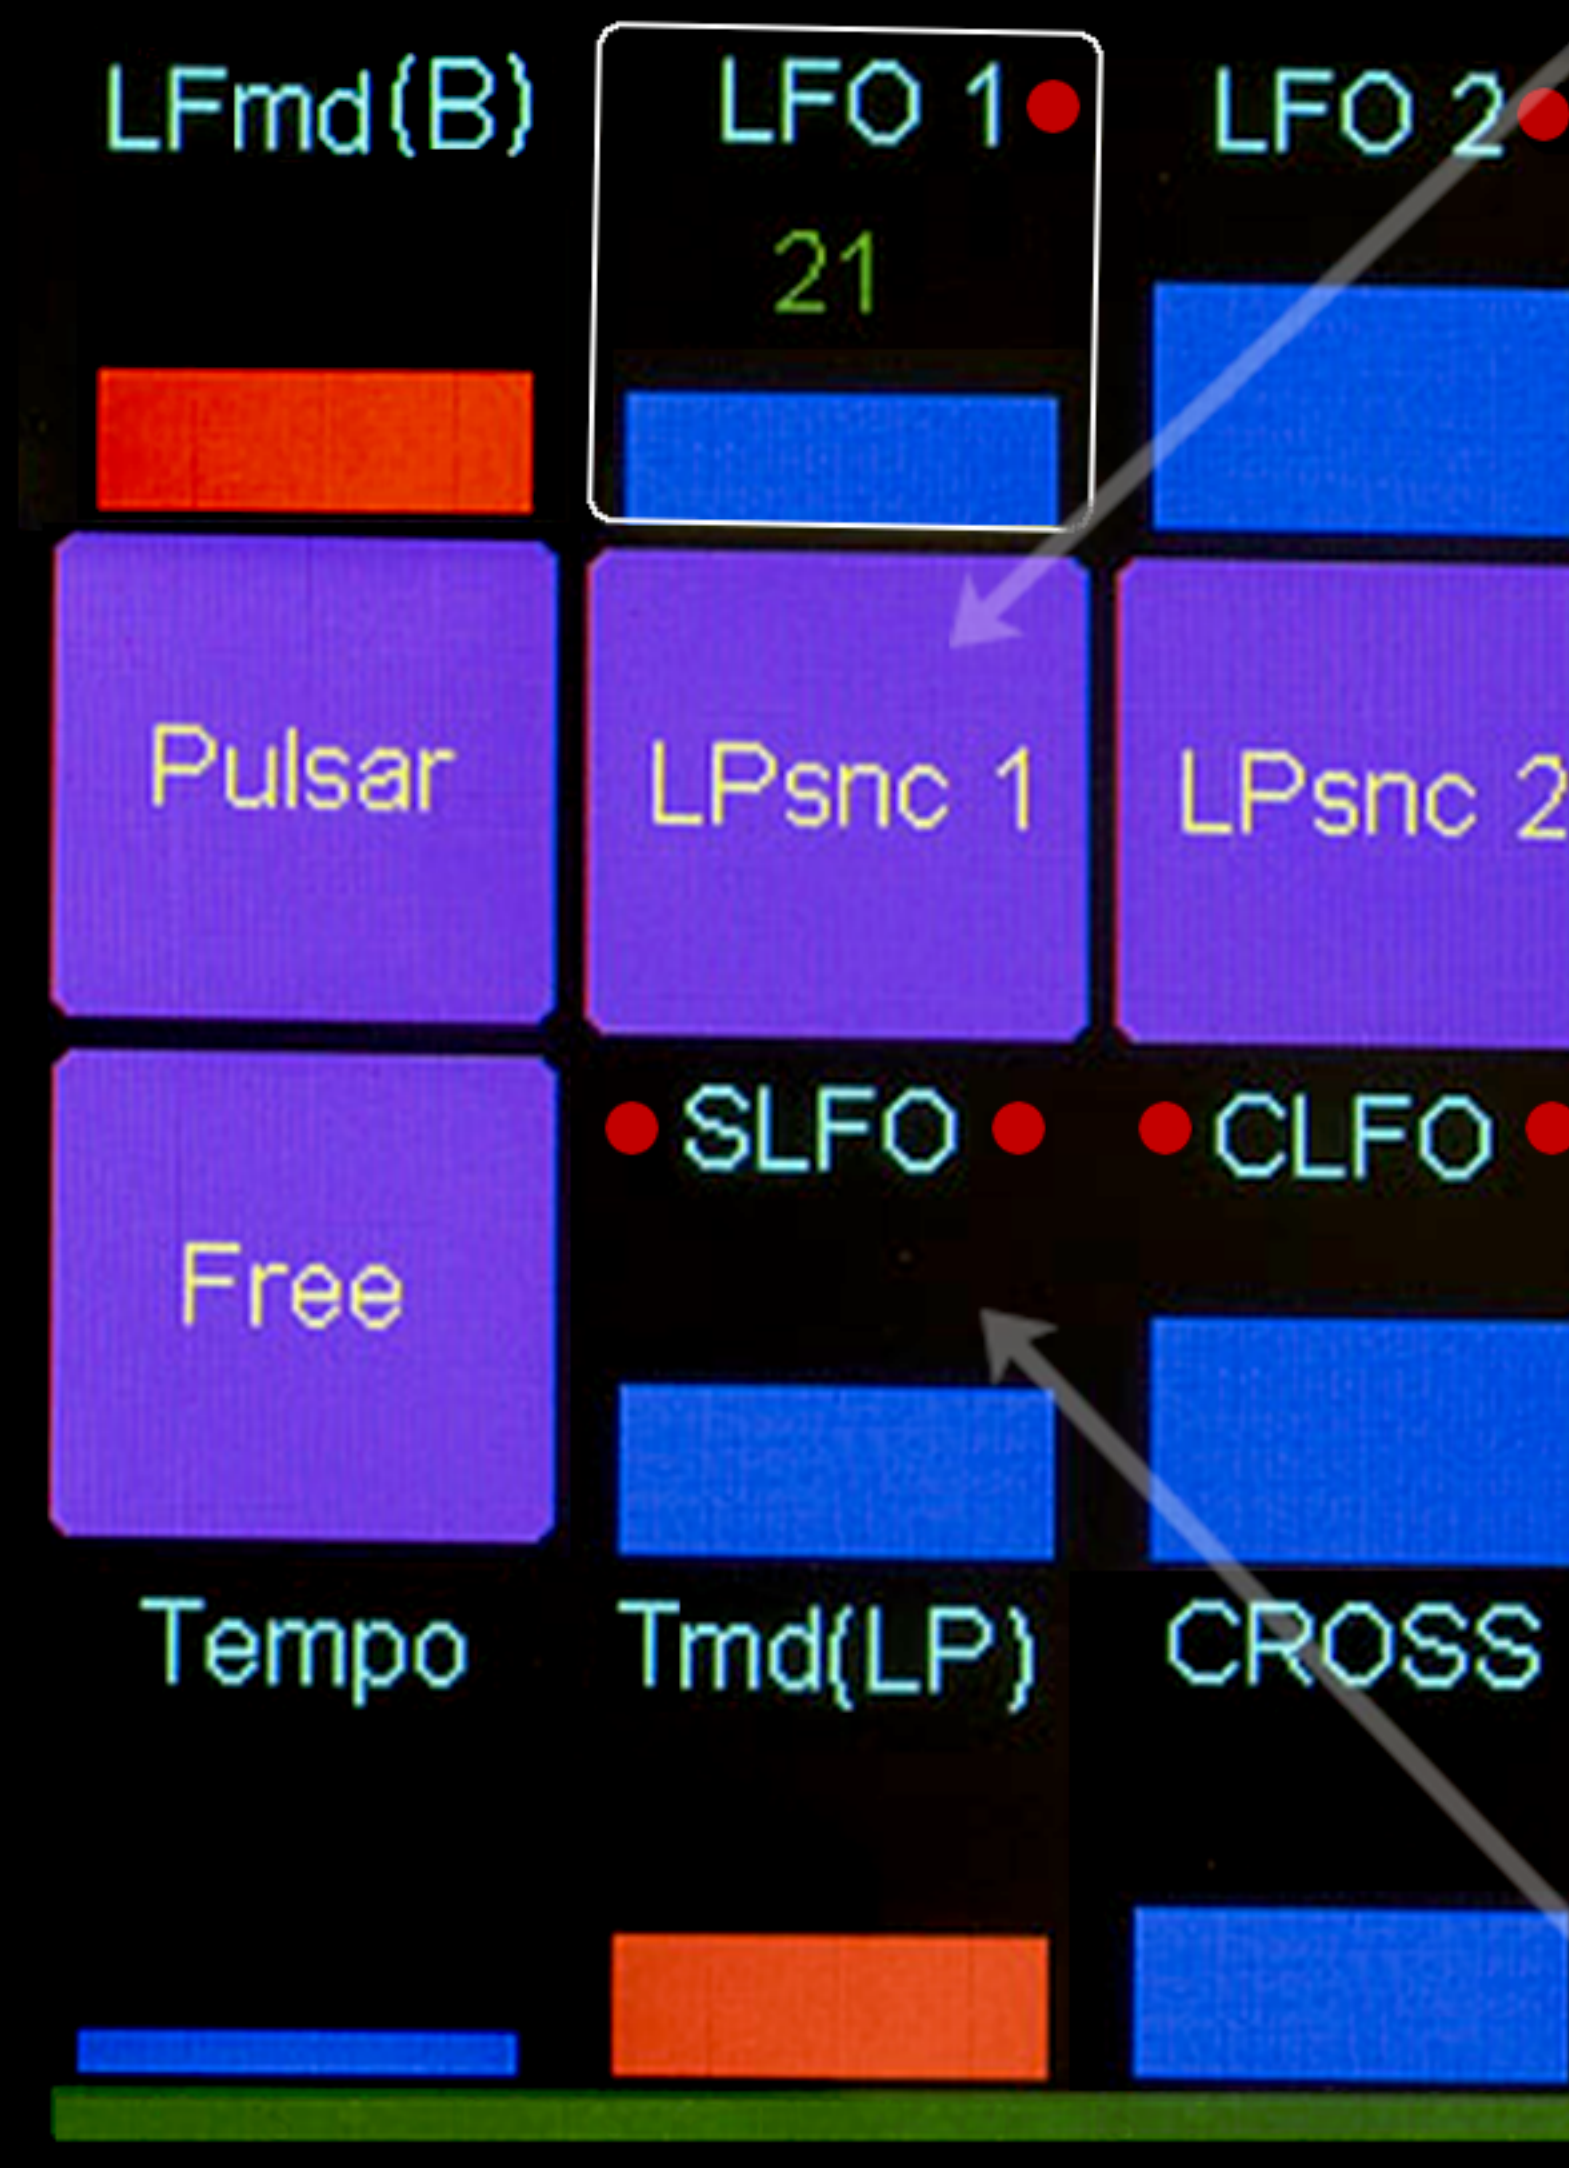 LFmd(B) LFO 1 LFO 2
21
Pulsar LPsnc 1 LPsnc 2
SLFO CLFO
Free
Tempo Tmd(LP) CROSS